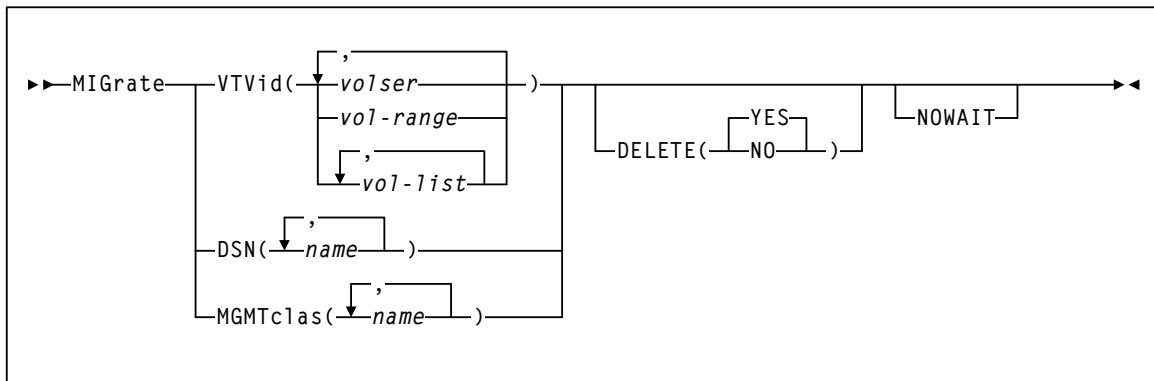 ,
MIGrate VTVid( volser ) YES
vol-range NOWAIT
DELETE( NO )
,
vol-list
,
DSN( name )
,
MGMTclas( name )